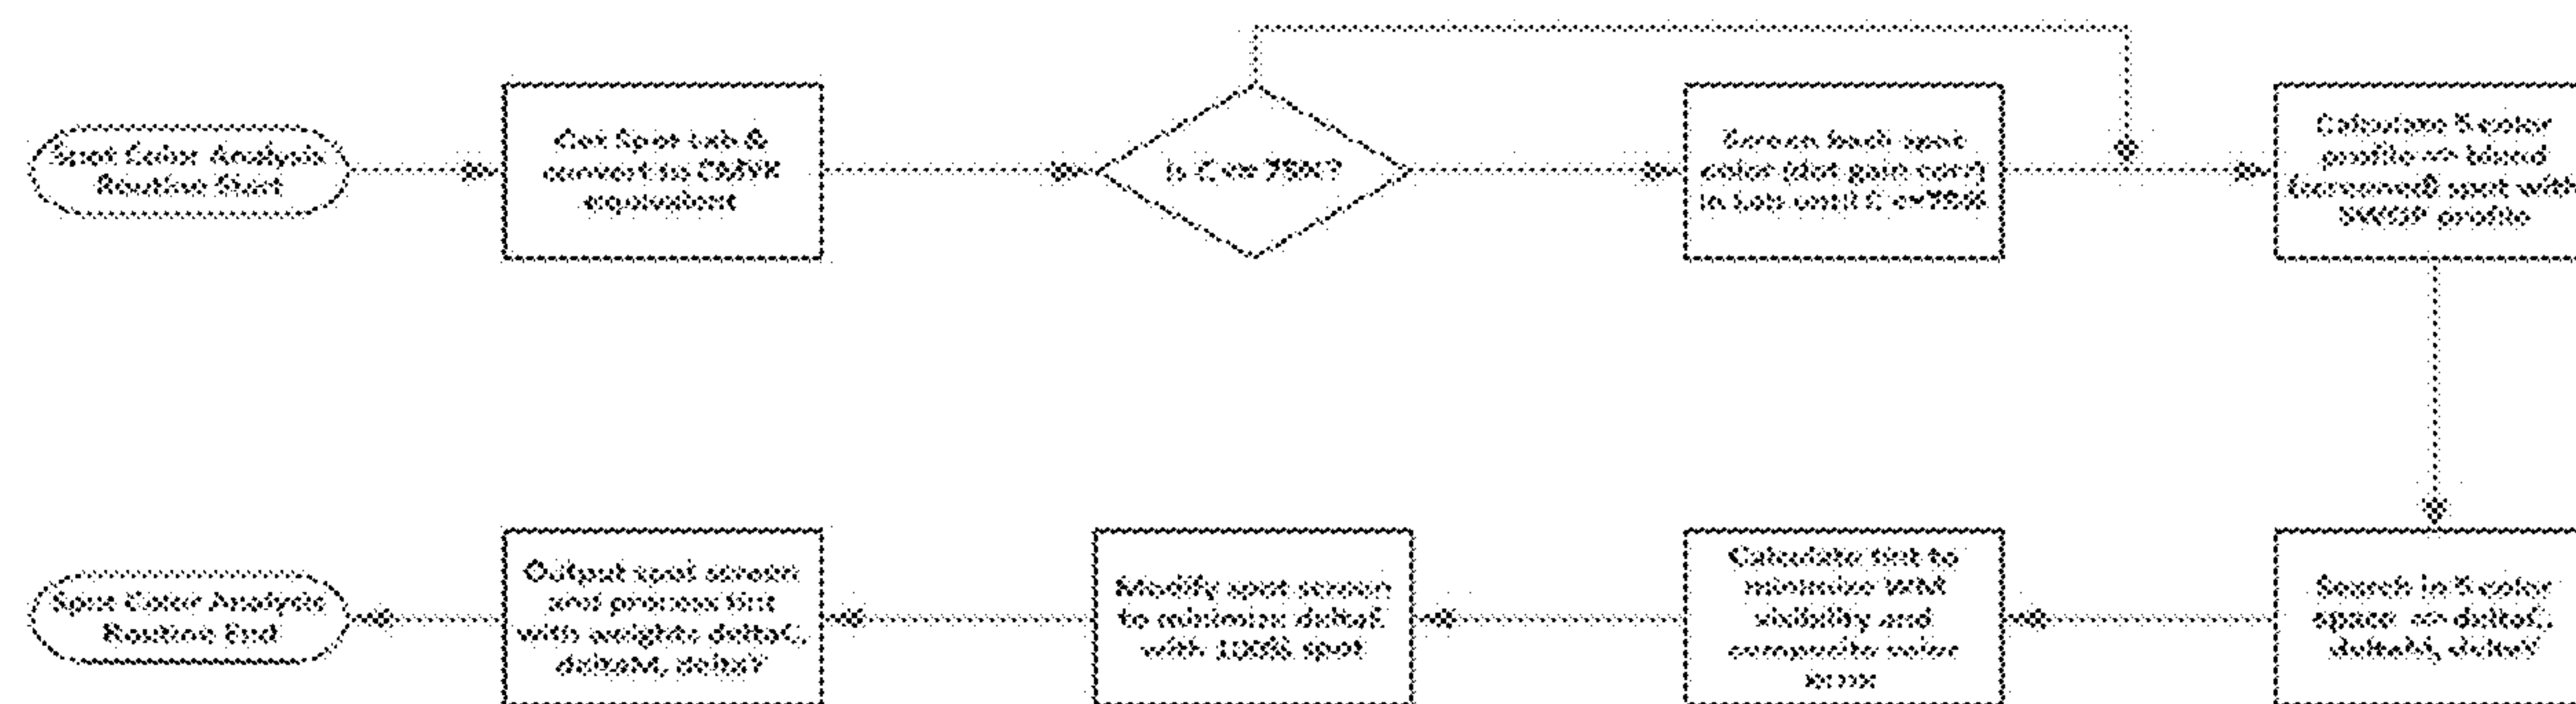 Spot Color Analysis
Routine Start
Get Spot Lab &
convert to CMYK
equivalent
Is C <= 75%?
Screen back spot
color (dot gain
in Lab until C <=75%
Calculate 5 color
profile => blend
spot with
SWOP profile
Search in 5 color
space => deltaC,
deltaM, deltaY
Calculate tint to
minimize WM
visibility and
composite color
error
Modify spot screen
to minimize deltaE
with 100% spot
Output spot screen
and process tint
with weights deltaC,
deltaM, deltaY
Spot Color Analysis
Routine End